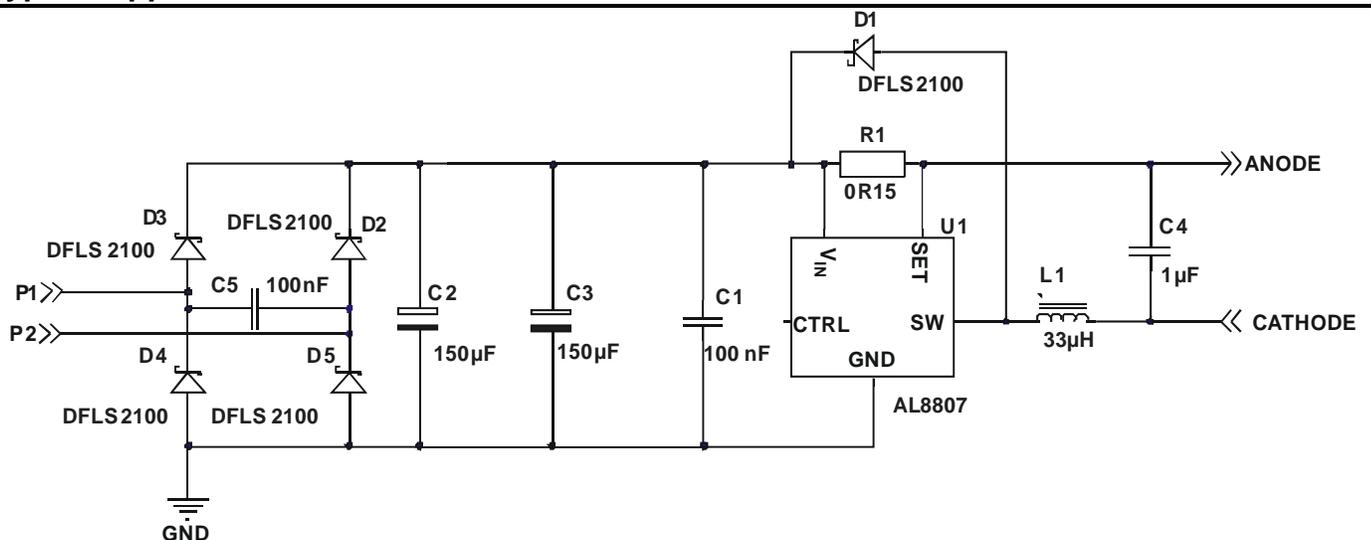 D1
DFLS2100
R1
0R15
ANODE
D3
DFLS 2100
DFLS2100
D2
U1
VIN
SET
C4
1µF
P1
C5
100nF
C2
150µF
C3
150µF
C1
100 nF
L1
33µH
P2
CTRL
SW
GND
CATHODE
D4
D5
DFLS2100
DFLS 2100
AL8807
GND